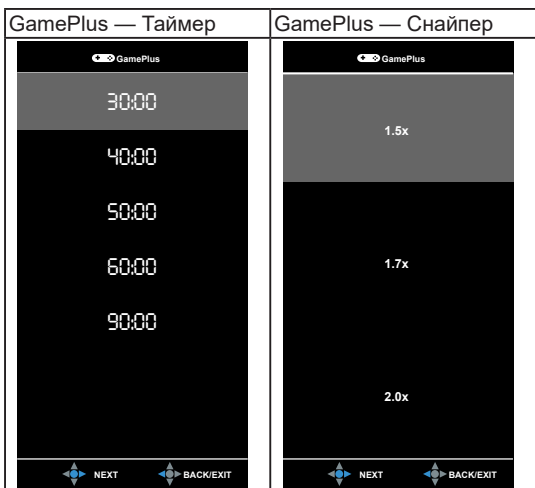 GamePlus — Таймер
GamePlus
30:00
40:00
50:00
60:00
90:00
NEXT BACK/EXIT
GamePlus — Снайпер
GamePlus
1.5x
1.7x
2.0x
NEXT BACK/EXIT